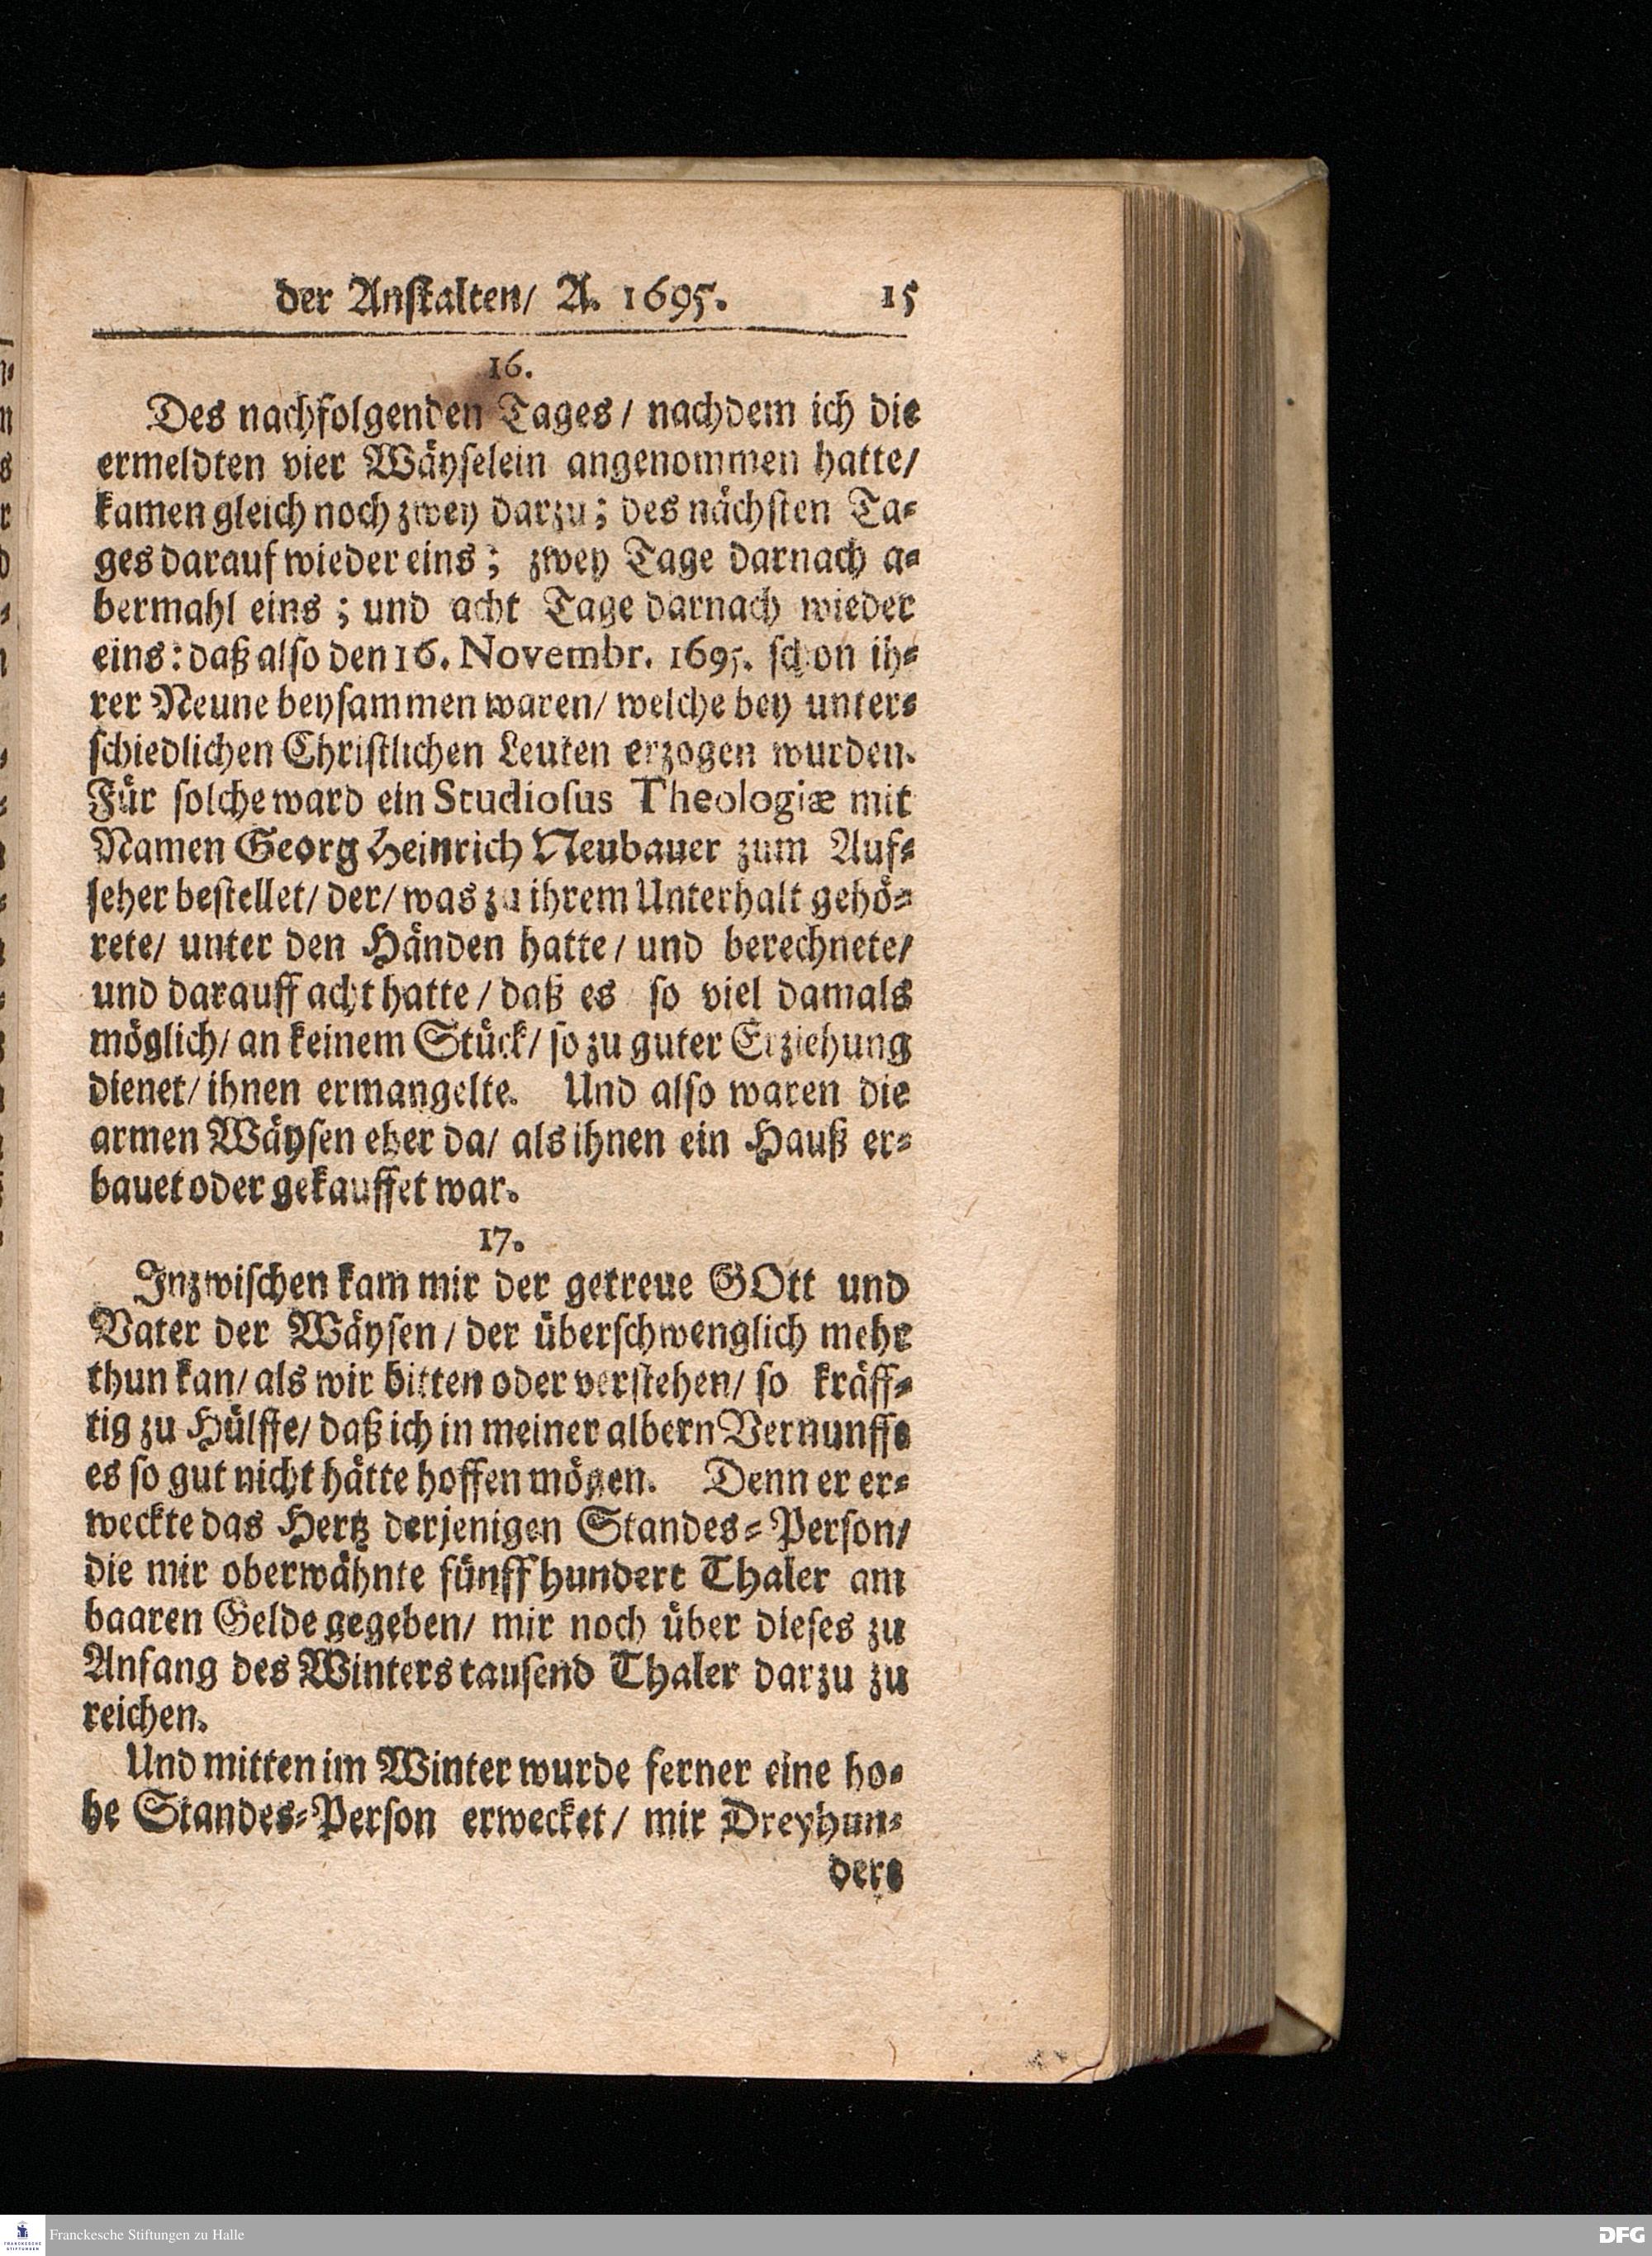 der Anstalten/ A. 1695. 15
16.
Des nachfolgenden Tages/ nachdem ich die
ermeldten vier Wäyselein angenommen hatte/
kamen gleich noch zwey darzu; des nächsten Ta-
ges darauf wieder eins; zwey Tage darnach a-
bermahl eins; und acht Tage darnach wieder
eins: daß also den 16. Novembr. 1695. schon ih-
rer Neune beysammen waren/ welche bey unter-
schiedlichen Christlichen Leuten erzogen wurden.
Für solche ward ein Studiosus Theologiæ mit
Namen Georg Heinrich Neubauer zum Auf-
seher bestellet/ der/ was zu ihrem Unterhalt gehö-
rete/ unter den Händen hatte/ und berechnete/
und darauff acht hatte/ daß es so viel damals
möglich/ an keinem Stück/ so zu guter Erziehung
dienet/ ihnen ermangelte. Und also waren die
armen Wäysen eher da/ als ihnen ein Hauß er-
bauet oder gekauffet war.
17.
Inzwischen kam mir der getreue GOtt und
Vater der Wäysen/ der überschwenglich mehr
thun kan/ als wir bitten oder verstehen/ so kräff-
tig zu Hülffe/ daß ich in meiner albern Vernunfft
es so gut nicht hätte hoffen mögen. Denn er er-
weckte das Hertz derjenigen Standes-Person/
die mir oberwähnte fünff hundert Thaler am
baaren Gelde gegeben/ mir noch über dieses zu
Anfang des Winters tausend Thaler darzu zu
reichen.
Und mitten im Winter wurde ferner eine ho-
he Standes-Person erwecket/ mir Dreyhun-
dert
Franckesche Stiftungen zu Halle
DFG